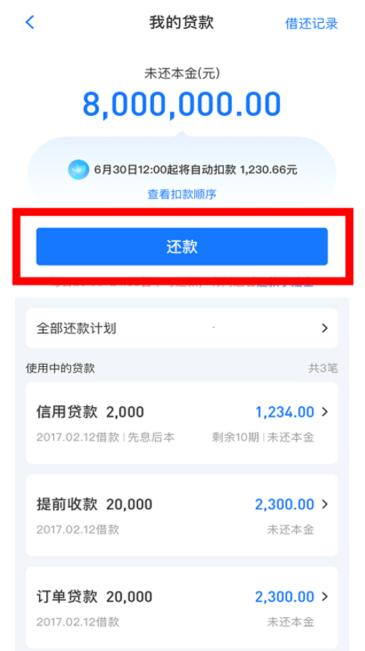 我的贷款
借还记录
未还本金(元)
8,000,000.00
6月30日12:00起将自动扣款 1,230.66元
查看扣款顺序
还款
全部还款计划
使用中的贷款
共3笔
信用贷款 2,000
1,234.00
2017.02.12借款|先息后本
剩余10期|未还本金
提前收款 20,000
2,300.00
2017.02.12借款
未还本金
订单贷款 20,000
2,300.00
2017.02.12借款
未还本金